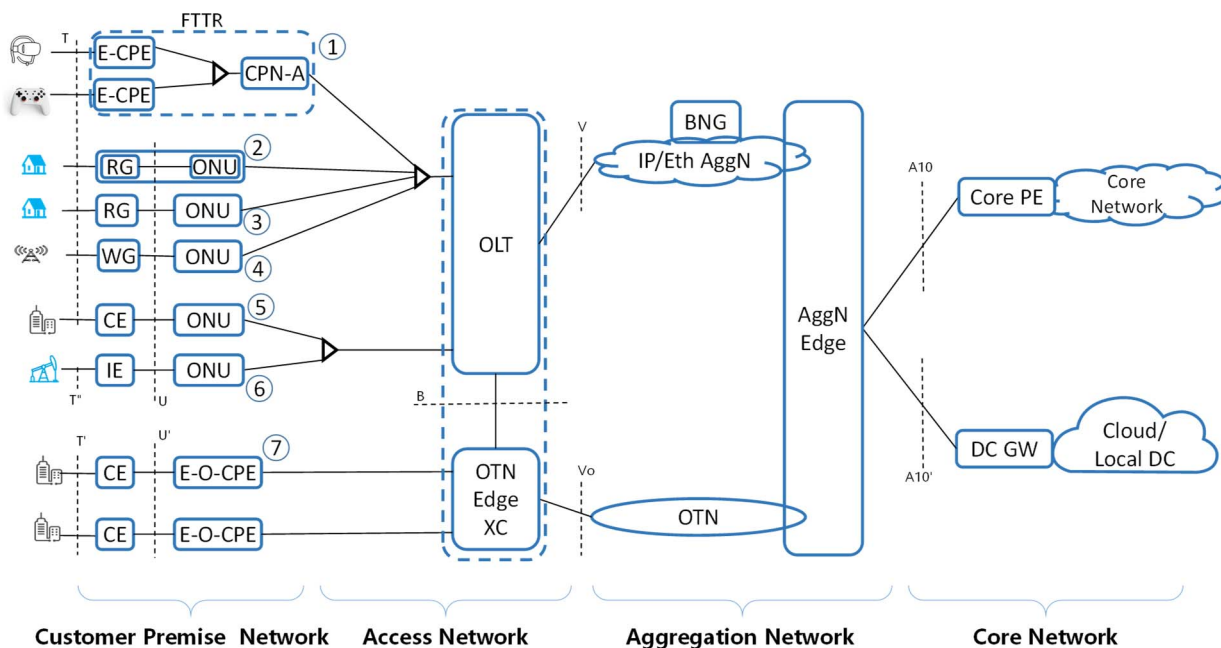 FTTR
T
E-CPE
①
CPN-A
E-CPE
V
BNG
IP/Eth AggN
②
RG
ONU
A10
Core PE
Core
Network
RG
ONU
③
OLT
WG
ONU
④
⑤
CE
ONU
AggN
Edge
IE
ONU
⑥
T"
U
B
T'
U'
⑦
CE
E-O-CPE
OTN
Edge
XC
Vo
DC GW
Cloud/
Local DC
A10'
CE
E-O-CPE
OTN
Customer Premise Network
Access Network
Aggregation Network
Core Network